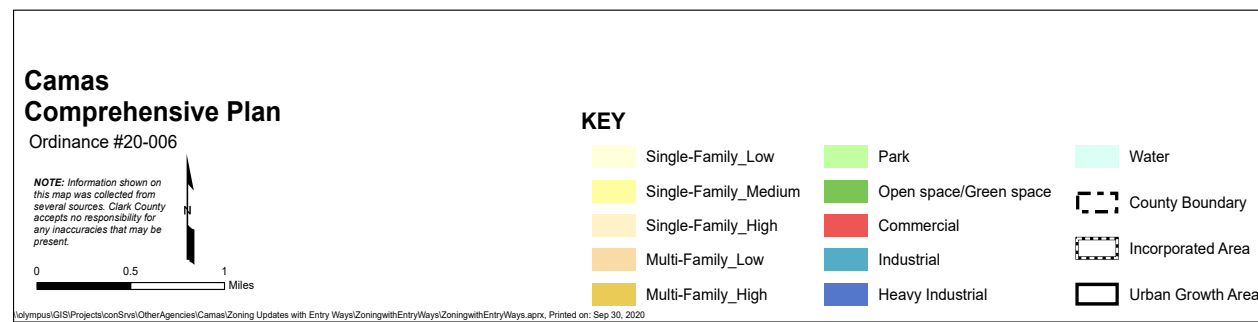 Camas
Comprehensive Plan
Ordinance #20-006
NOTE: Information shown on
this map was collected from
several sources. Clark County
accepts no responsibility for
any inaccuracies that may be
present.
N
0 0.5 1
Miles
KEY
Single-Family_Low
Single-Family_Medium
Single-Family_High
Multi-Family_Low
Multi-Family_High
Park
Open space/Green space
Commercial
Industrial
Heavy Industrial
Water
County Boundary
Incorporated Area
Urban Growth Area
\\olympus\GIS\Projects\conSrvs\OtherAgencies\Camas\Zoning Updates with Entry Ways\ZoningwithEntryWays\ZoningwithEntryWays.aprx, Printed on: Sep 30, 2020